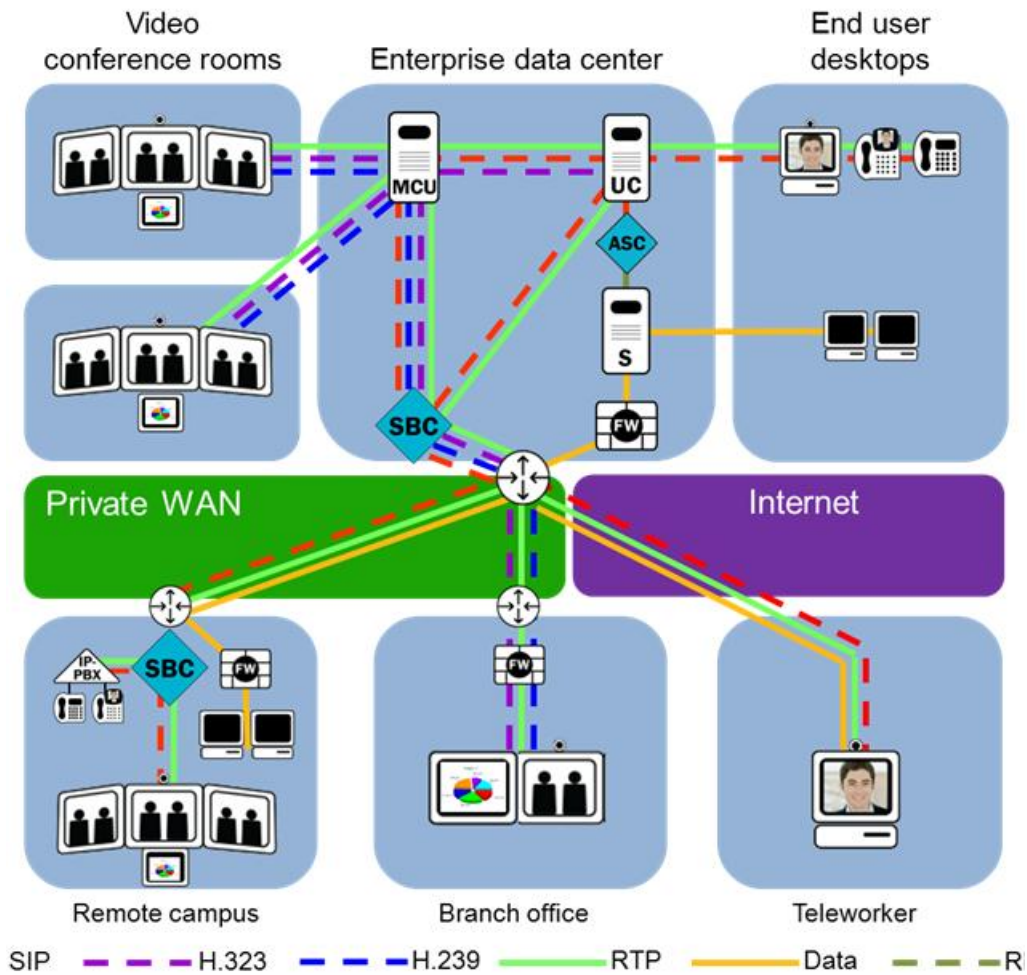 Video
conference rooms
Enterprise data center
End user
desktops
MCU
UC
ASC
S
SBC
FW
Private WAN
Internet
IP-
PBX
SBC
FW
FW
Remote campus
Branch office
Teleworker
SIP H.323 H.239 RTP Data R